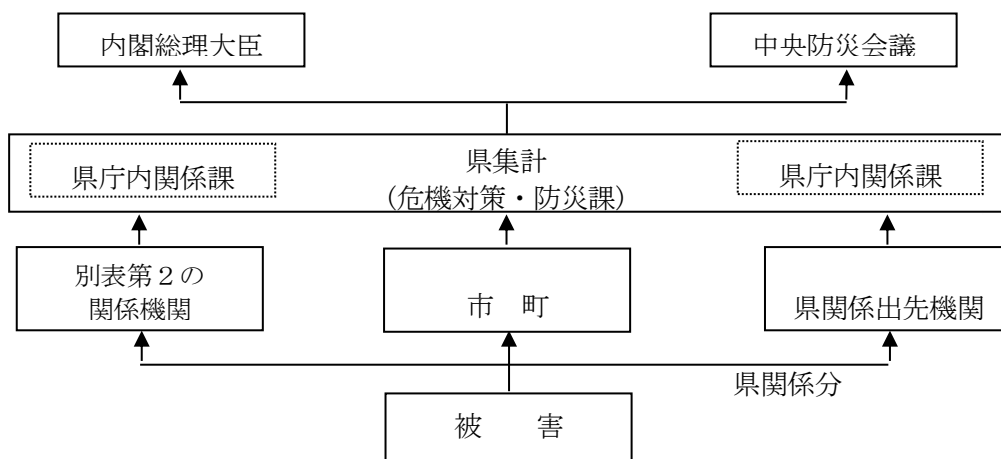 内閣総理大臣
中央防災会議
県庁内関係課
県集計
(危機対策・防災課)
県庁内関係課
別表第２の
関係機関
市　町
県関係出先機関
県関係分
被　　害